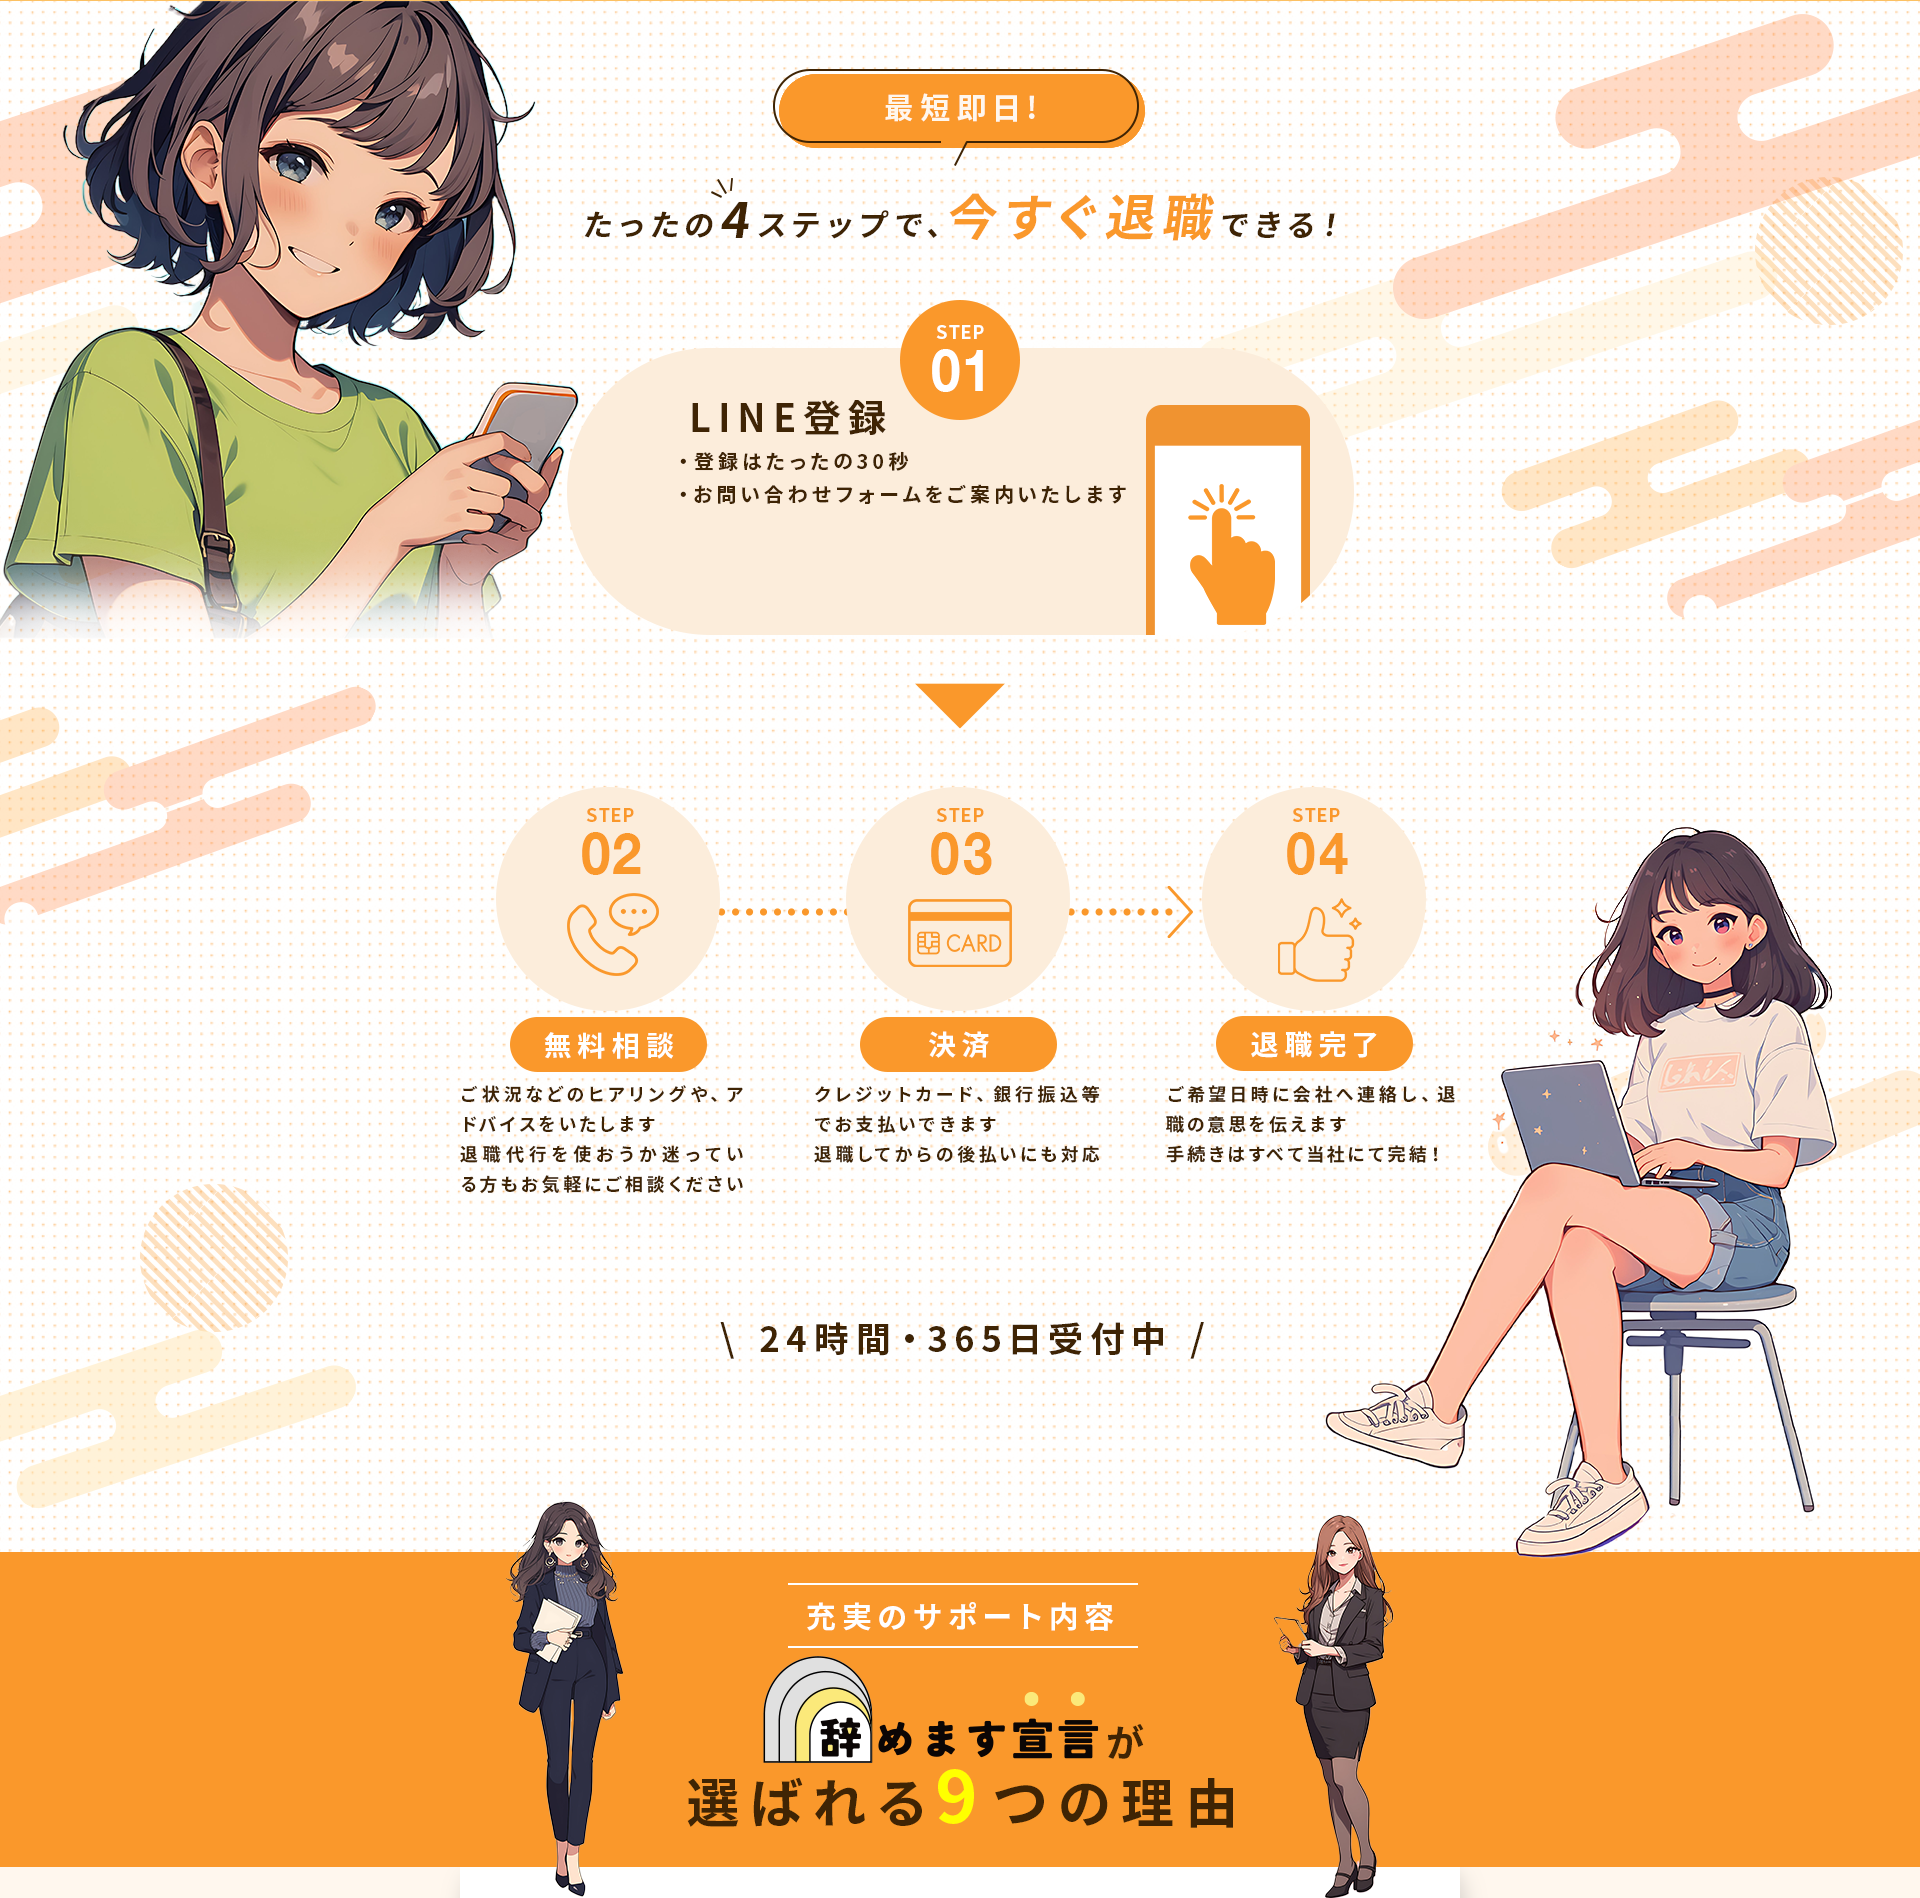 最短即日!
たったの4ステップで、今すぐ退職できる!
STEP
01
LINE登録
・登録はたったの30秒
・お問い合わせフォームをご案内いたします
STEP
02
無料相談
ご状況などのヒアリングや、ア
ドバイスをいたします
退職代行を使おうか迷ってい
る方もお気軽にご相談ください
STEP
03
CARD
決済
クレジットカード、銀行振込等
でお支払いできます
退職してからの後払いにも対応
STEP
04
退職完了
ご希望日時に会社へ連絡し、退
職の意思を伝えます
手続きはすべて当社にて完結!
\ 24時間・365日受付中 /
充実のサポート内容
辞めます宣言が
選ばれる9つの理由